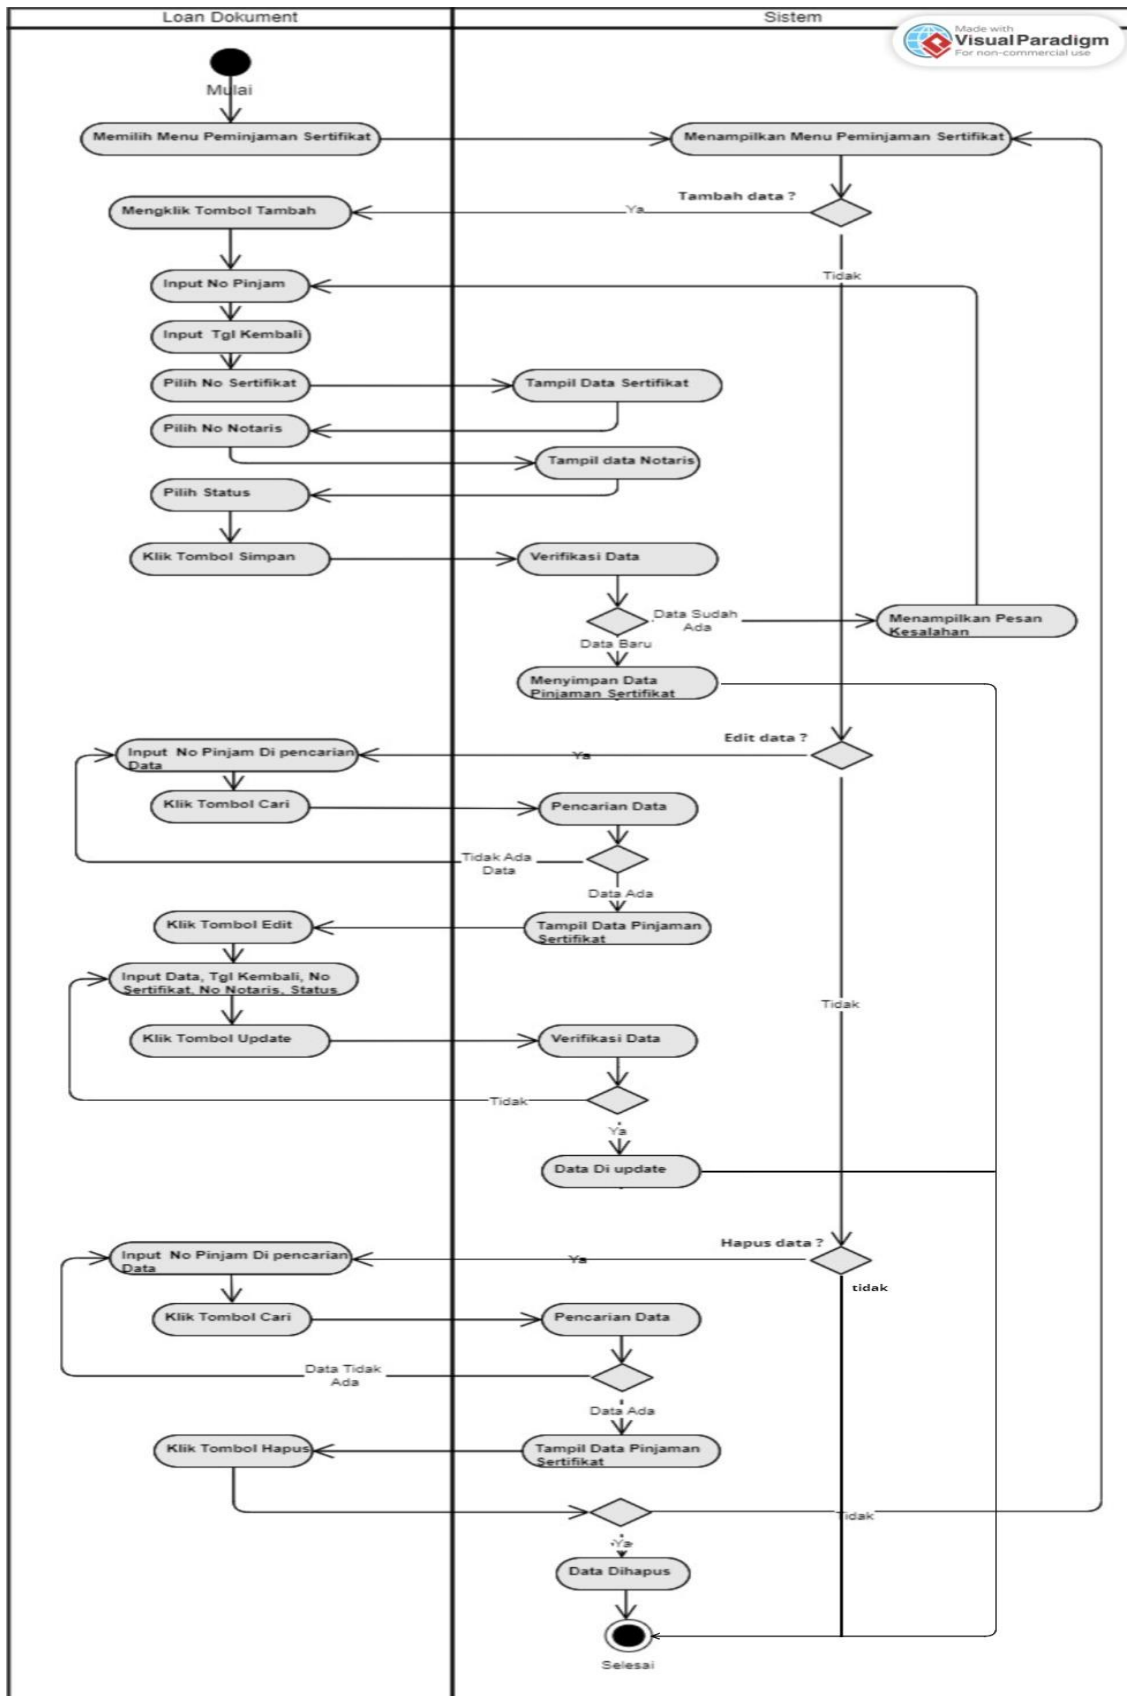 Loan Dokument
Sistem
Made with
Visual Paradigm
For non-commercial use
Mulai
Memilih Menu Peminjaman Sertifikat
Menampilkan Menu Peminjaman Sertifikat
Tambah data ?
Mengklik Tombol Tambah
Ya
Tidak
Input No Pinjam
Input Tgl Kembali
Pilih No Sertifikat
Tampil Data Sertifikat
Pilih No Notaris
Tampil data Notaris
Pilih Status
Klik Tombol Simpan
Verifikasi Data
Data Sudah
Ada
Menampilkan Pesan
Kesalahan
Data Baru
Menyimpan Data
Pinjaman Sertifikat
Edit data ?
Input No Pinjam Di pencarian
Data
Ya
Klik Tombol Cari
Pencarian Data
Tidak Ada
Data
Data Ada
Klik Tombol Edit
Tampil Data Pinjaman
Sertifikat
Input Data, Tgl Kembali, No
Sertifikat, No Notaris, Status
Tidak
Klik Tombol Update
Verifikasi Data
Tidak
Ya
Data Di update
Hapus data ?
Input No Pinjam Di pencarian
Data
Ya
tidak
Klik Tombol Cari
Pencarian Data
Data Tidak
Ada
Data Ada
Klik Tombol Hapus
Tampil Data Pinjaman
Sertifikat
Tidak
Ya
Data Dihapus
Selesai